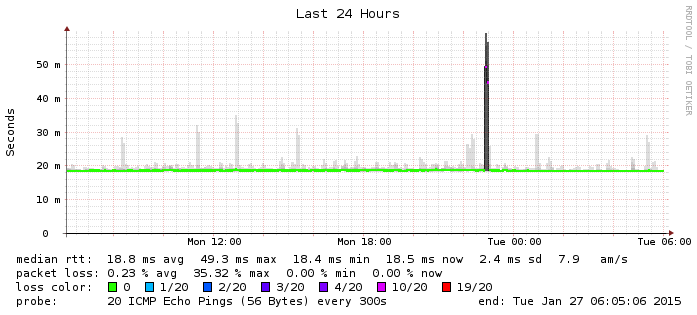 Last 24 Hours
RRDTOOL / TOBI OETIKER
Seconds
50 m
40 m
30 m
20 m
10 m
0
Mon 12:00 Mon 18:00 Tue 00:00 Tue 06:00
median rtt: 18.8 ms avg 49.3 ms max 18.4 ms min 18.5 ms now 2.4 ms sd 7.9 am/s
packet loss: 0.23 % avg 35.32 % max 0.00 % min 0.00 % now
loss color: 0 1/20 2/20 3/20 4/20 10/20 19/20
probe: 20 ICMP Echo Pings (56 Bytes) every 300s end: Tue Jan 27 06:05:06 2015